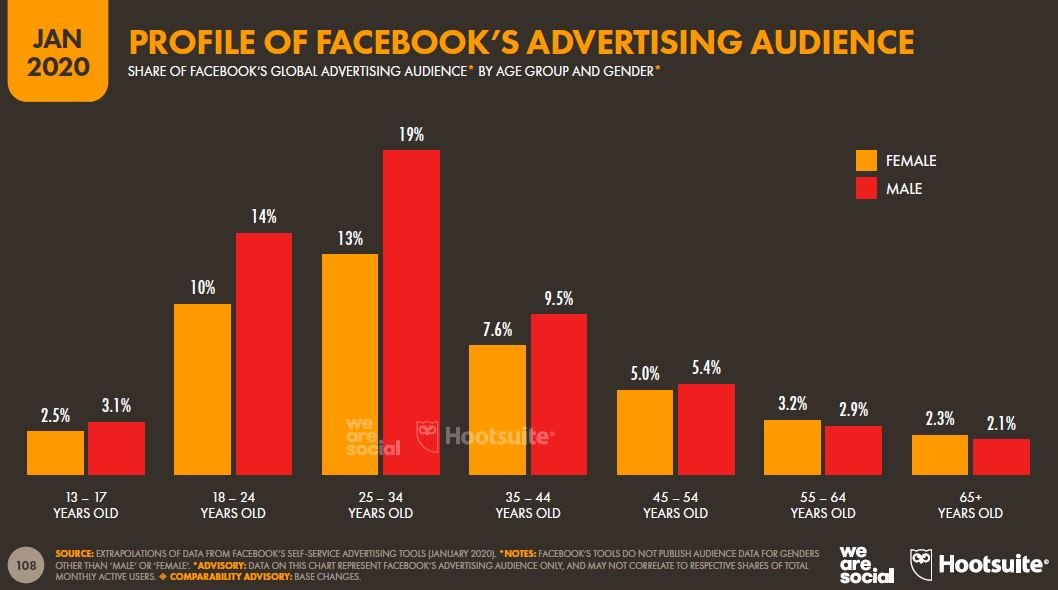 JAN
2020
PROFILE OF FACEBOOK'S ADVERTISING AUDIENCE
SHARE OF FACEBOOK'S GLOBAL ADVERTISING AUDIENCE* BY AGE GROUP AND GENDER*
FEMALE
MALE
2.5%
3.1%
10%
14%
13%
19%
7.6%
9.5%
5.0%
5.4%
3.2%
2.9%
2.3%
2.1%
we
are
social
Hootsuite®
13 – 17
YEARS OLD
18 – 24
YEARS OLD
25 – 34
YEARS OLD
35 – 44
YEARS OLD
45 – 54
YEARS OLD
55 – 64
YEARS OLD
65+
YEARS OLD
108
SOURCE: EXTRAPOLATIONS OF DATA FROM FACEBOOK'S SELF-SERVICE ADVERTISING TOOLS (JANUARY 2020). *NOTES: FACEBOOK'S TOOLS DO NOT PUBLISH AUDIENCE DATA FOR GENDERS
OTHER THAN 'MALE' OR 'FEMALE'. *ADVISORY: DATA ON THIS CHART REPRESENT FACEBOOK'S ADVERTISING AUDIENCE ONLY, AND MAY NOT CORRELATE TO RESPECTIVE SHARES OF TOTAL
MONTHLY ACTIVE USERS. ❖ COMPARABILITY ADVISORY: BASE CHANGES.
we
are
social
Hootsuite®